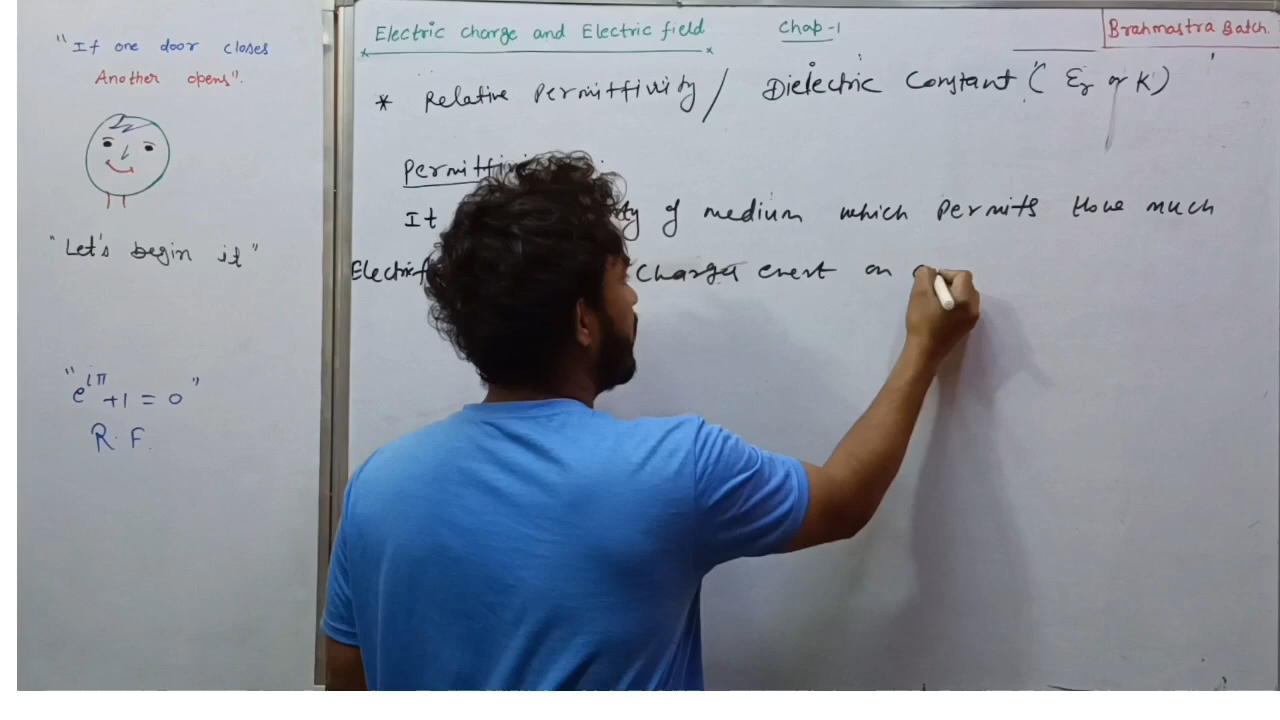 "If one door closes
Another opens".
"Let's begin it"
"e^iπ +1 = 0"
R. F.
Electric charge and Electric field Chap-1
Brahmastra Batch.
* Relative Permittivity / Dielectric Constant ( εr or K )
Permitti
It ty of medium which Permits How much
Electric charge exert on